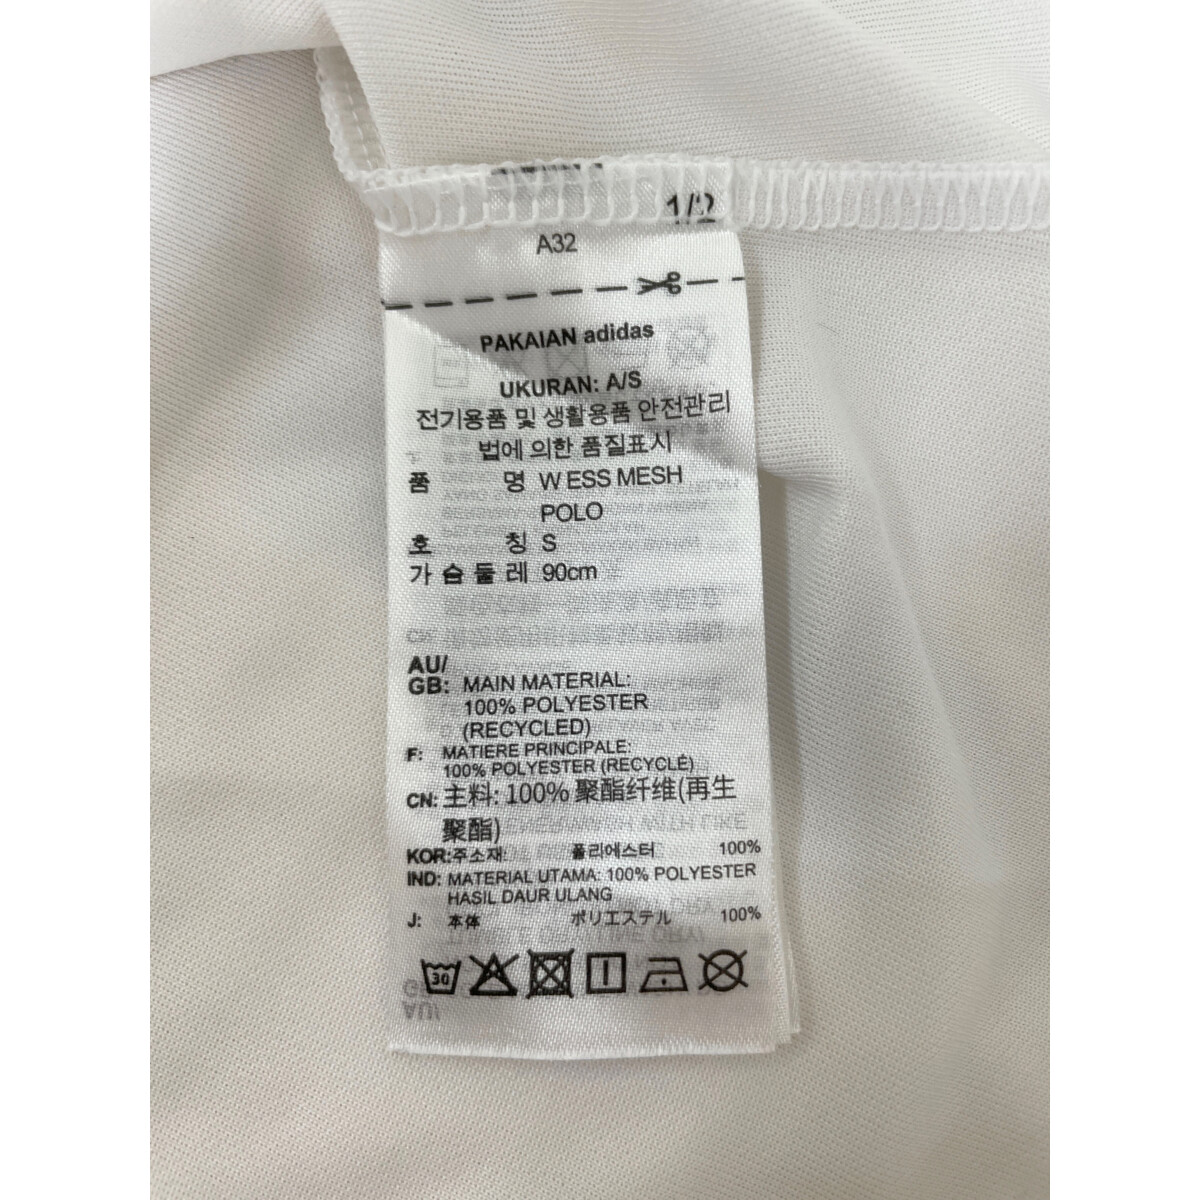 1/2
A32
PAKAIAN adidas
UKURAN: A/S
전기용품 및 생활용품 안전관리
법에 의한 품질표시
품 명 W ESS MESH
POLO
호 칭 S
가슴둘레 90cm
AU/
GB: MAIN MATERIAL:
100% POLYESTER
(RECYCLED)
F: MATIERE PRINCIPALE:
100% POLYESTER (RECYCLÉ)
CN: 主料: 100% 聚酯纤维(再生
聚酯)
KOR: 주소재: 폴리에스터 100%
IND: MATERIAL UTAMA: 100% POLYESTER
HASIL DAUR ULANG
J: 本体 ポリエステル 100%
30